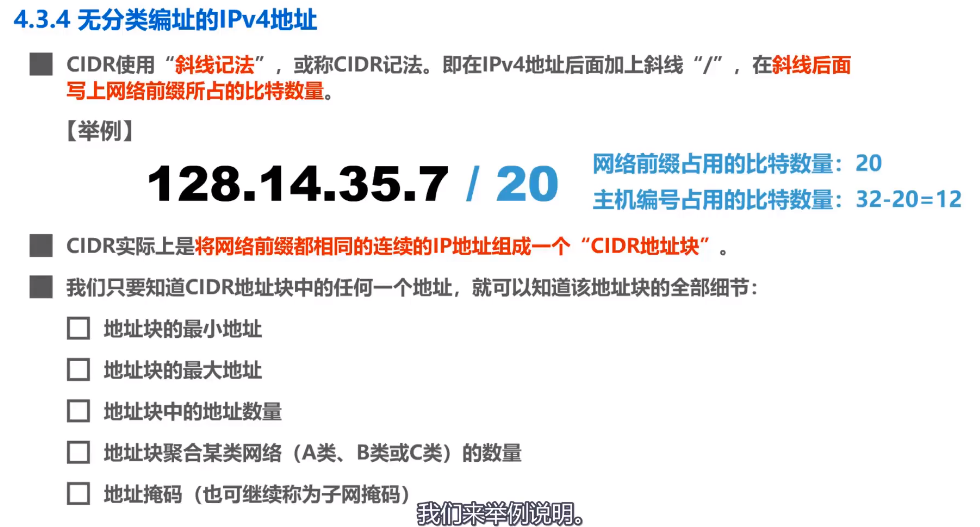 4.3.4 无分类编址的IPv4地址
CIDR使用“斜线记法”，或称CIDR记法。即在IPv4地址后面加上斜线“/”，在斜线后面
写上网络前缀所占的比特数量。
【举例】
128.14.35.7 / 20
网络前缀占用的比特数量：20
主机编号占用的比特数量：32-20=12
CIDR实际上是将网络前缀都相同的连续的IP地址组成一个“CIDR地址块”。
我们只要知道CIDR地址块中的任何一个地址，就可以知道该地址块的全部细节：
地址块的最小地址
地址块的最大地址
地址块中的地址数量
地址块聚合某类网络（A类、B类或C类）的数量
地址掩码（也可继续称为子网掩码）
我们来举例说明。